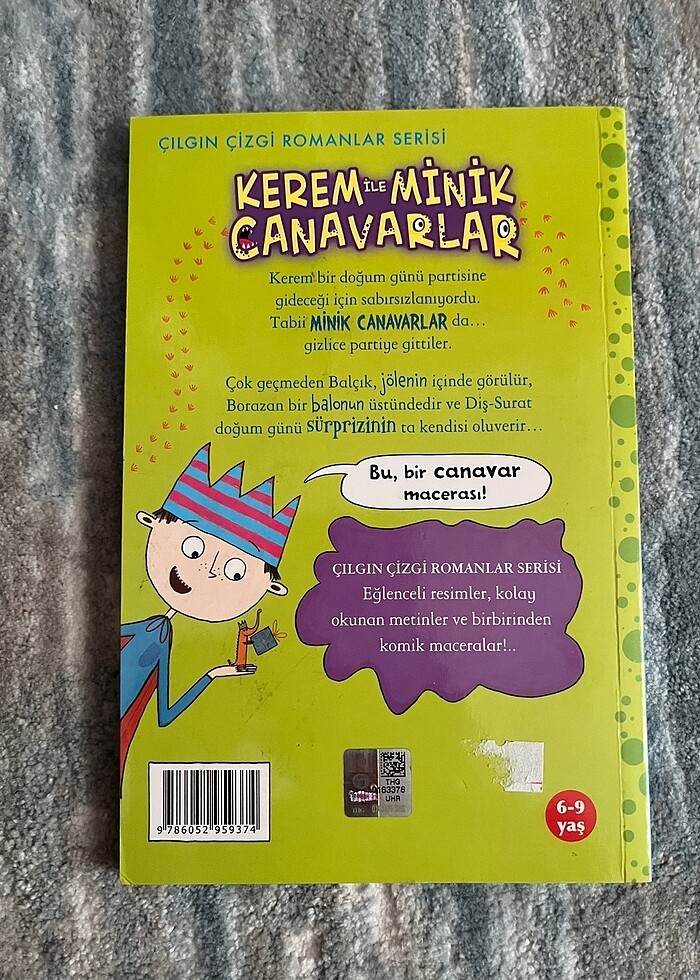 ÇILGIN ÇİZGİ ROMANLAR SERİSİ
KEREM İLE MİNİK
CANAVARLAR
Kerem bir doğum günü partisine
gideceği için sabırsızlanıyordu.
Tabii MİNİK CANAVARLAR da...
gizlice partiye gittiler.
Çok geçmeden Balçık, jölenin içinde görülür,
Borazan bir balonun üstündedir ve Diş-Surat
doğum günü sürprizinin ta kendisi oluverir...
Bu, bir canavar
macerası!
ÇILGIN ÇİZGİ ROMANLAR SERİSİ
Eğlenceli resimler, kolay
okunan metinler ve birbirinden
komik maceralar!..
THG
0163376
UHR
9 786052 959374
6-9
yaş